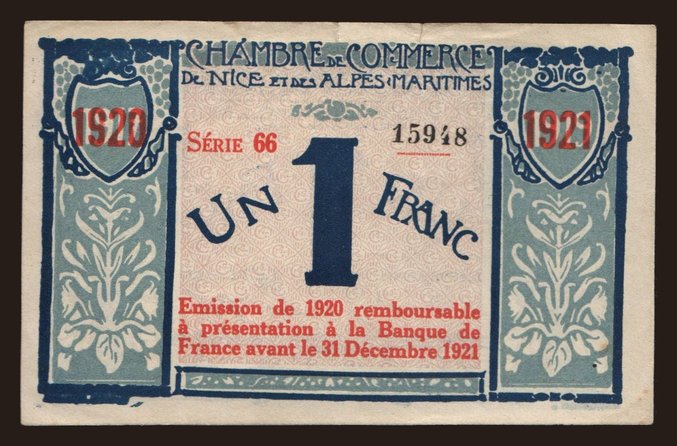 CHAMBRE DE COMMERCE
DE NICE ET DES ALPES-MARITIMES
1920
1921
SÉRIE 66
15948
UN 1 FRANC
Emission de 1920 remboursable
à présentation à la Banque de
France avant le 31 Décembre 1921